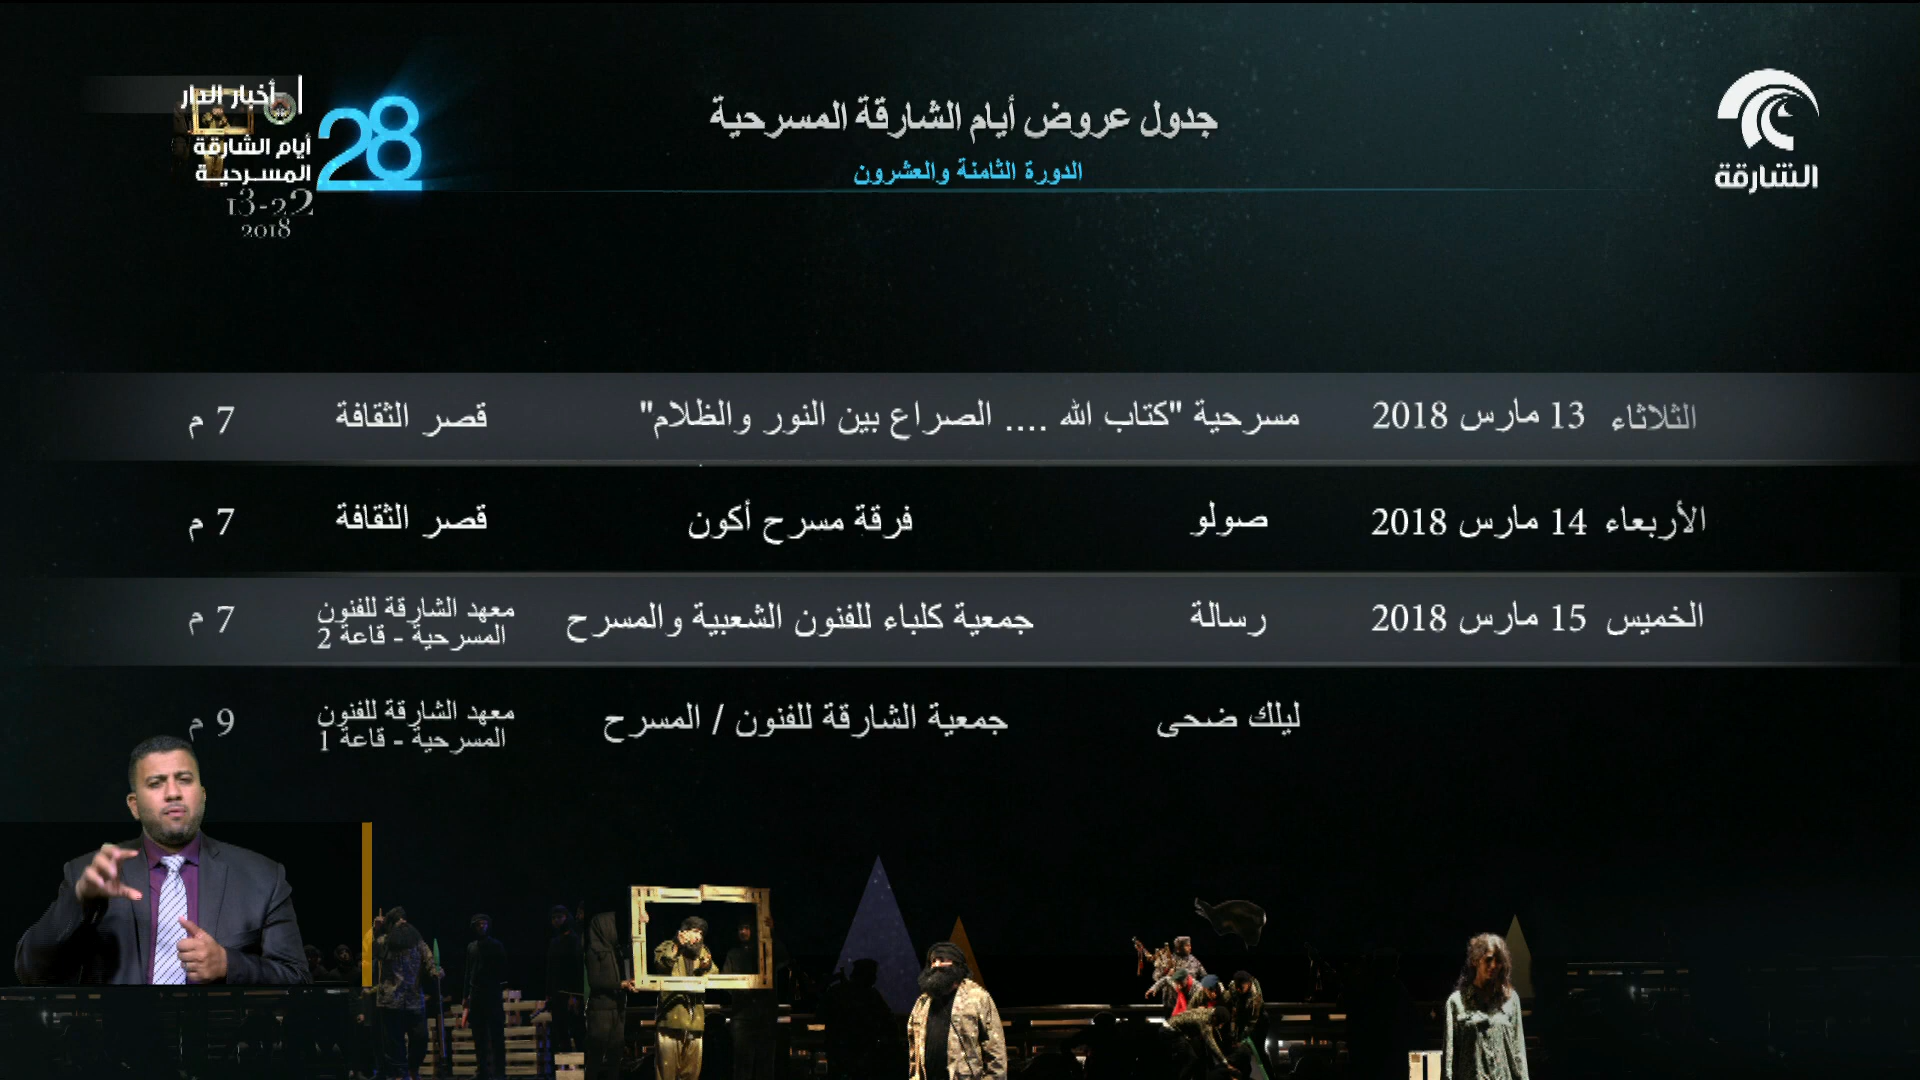 أخبار الدار
أيام الشارقة
المسرحية
28
13-22
2018
جدول عروض أيام الشارقة المسرحية
الدورة الثامنة والعشرون
الشارقة
الثلاثاء 13 مارس 2018 مسرحية "كتاب الله .... الصراع بين النور والظلام" قصر الثقافة 7 م
الأربعاء 14 مارس 2018 صولو فرقة مسرح أكون قصر الثقافة 7 م
الخميس 15 مارس 2018 رسالة جمعية كلباء للفنون الشعبية والمسرح معهد الشارقة للفنون
المسرحية - قاعة 2 7 م
ليلك ضحى جمعية الشارقة للفنون / المسرح معهد الشارقة للفنون
المسرحية - قاعة 1 9 م